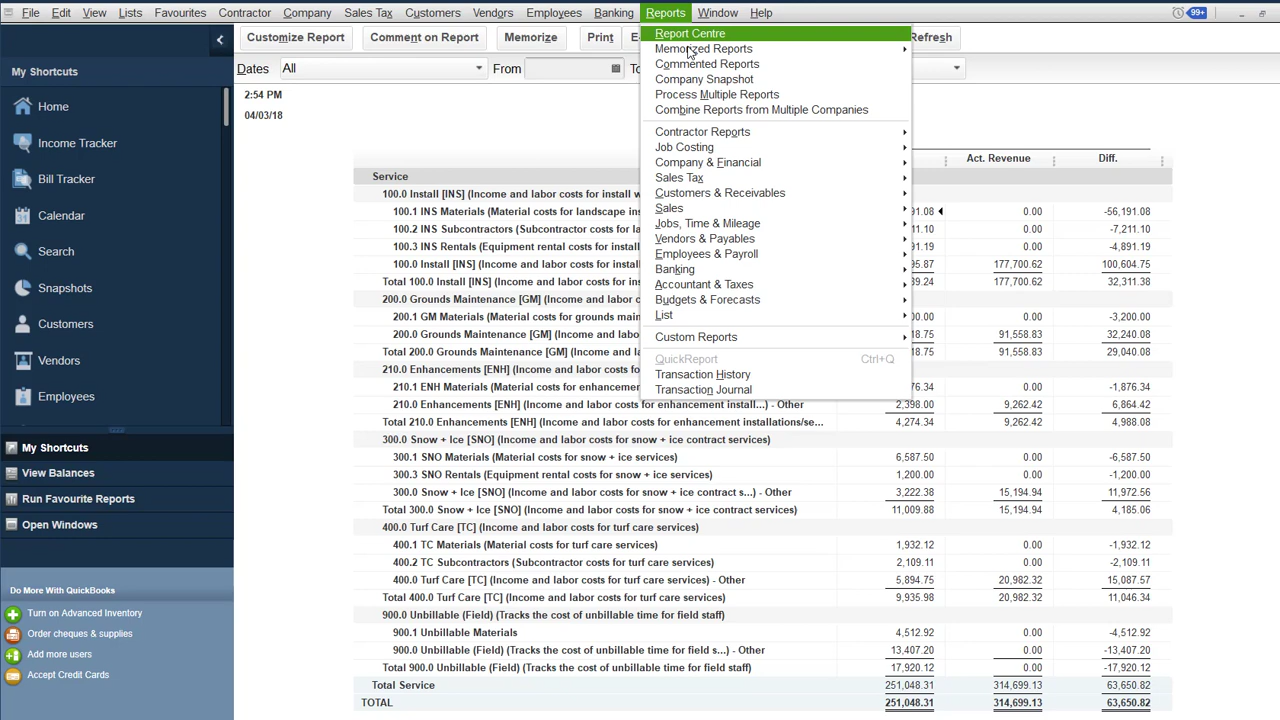 File Edit View Lists Favourites Contractor Company Sales Tax Customers Vendors Employees Banking Reports Window Help 99+
Customize Report Comment on Report Memorize Print E Refresh
My Shortcuts
Dates All From To
2:54 PM
04/03/18
Home
Income Tracker
Bill Tracker
Calendar
Search
Snapshots
Customers
Vendors
Employees
My Shortcuts
View Balances
Run Favourite Reports
Open Windows
Do More With QuickBooks
Turn on Advanced Inventory
Order cheques & supplies
Add more users
Accept Credit Cards
Report Centre
Memorized Reports
Commented Reports
Company Snapshot
Process Multiple Reports
Combine Reports from Multiple Companies
Contractor Reports
Job Costing
Company & Financial
Sales Tax
Customers & Receivables
Sales
Jobs, Time & Mileage
Vendors & Payables
Employees & Payroll
Banking
Accountant & Taxes
Budgets & Forecasts
List
Custom Reports
QuickReport Ctrl+Q
Transaction History
Transaction Journal
Act. Revenue Diff.
Service
100.0 Install [INS] (Income and labor costs for install w
100.1 INS Materials (Material costs for landscape ins 91.08 0.00 -56,191.08
100.2 INS Subcontractors (Subcontractor costs fo 11.10 0.00 -7,211.10
100.3 INS Rentals (Equipment rental costs for install 91.19 0.00 -4,891.19
100.0 Install [INS] (Income and labor costs for install 95.87 177,700.62 100,604.75
Total 100.0 Install [INS] (Income and labor costs for ins 89.24 177,700.62 32,311.38
200.0 Grounds Maintenance [GM] (Income and labor co
200.1 GM Materials (Material costs for grounds main 00.00 0.00 -3,200.00
200.0 Grounds Maintenance [GM] (Income and labor 18.75 91,558.83 32,240.08
Total 200.0 Grounds Maintenance [GM] (Income and lab 18.75 91,558.83 29,040.08
210.0 Enhancements [ENH] (Income and labor costs for
210.1 ENH Materials (Material costs for enhancement 76.34 0.00 -1,876.34
210.0 Enhancements [ENH] (Income and labor costs for enhancement install...) - Other 2,398.00 9,262.42 6,864.42
Total 210.0 Enhancements [ENH] (Income and labor costs for enhancement installations/se... 4,274.34 9,262.42 4,988.08
300.0 Snow + Ice [SNO] (Income and labor costs for snow + ice contract services)
300.1 SNO Materials (Material costs for snow + ice services) 6,587.50 0.00 -6,587.50
300.3 SNO Rentals (Equipment rental costs for snow + ice services) 1,200.00 0.00 -1,200.00
300.0 Snow + Ice [SNO] (Income and labor costs for snow + ice contract s...) - Other 3,222.38 15,194.94 11,972.56
Total 300.0 Snow + Ice [SNO] (Income and labor costs for snow + ice contract services) 11,009.88 15,194.94 4,185.06
400.0 Turf Care [TC] (Income and labor costs for turf care services)
400.1 TC Materials (Material costs for turf care services) 1,932.12 0.00 -1,932.12
400.2 TC Subcontractors (Subcontractor costs for turf care services) 2,109.11 0.00 -2,109.11
400.0 Turf Care [TC] (Income and labor costs for turf care services) - Other 5,894.75 20,982.32 15,087.57
Total 400.0 Turf Care [TC] (Income and labor costs for turf care services) 9,935.98 20,982.32 11,046.34
900.0 Unbillable (Field) (Tracks the cost of unbillable time for field staff)
900.1 Unbillable Materials 4,512.92 0.00 -4,512.92
900.0 Unbillable (Field) (Tracks the cost of unbillable time for field s...) - Other 13,407.20 0.00 -13,407.20
Total 900.0 Unbillable (Field) (Tracks the cost of unbillable time for field staff) 17,920.12 0.00 -17,920.12
Total Service 251,048.31 314,699.13 63,650.82
TOTAL 251,048.31 314,699.13 63,650.82